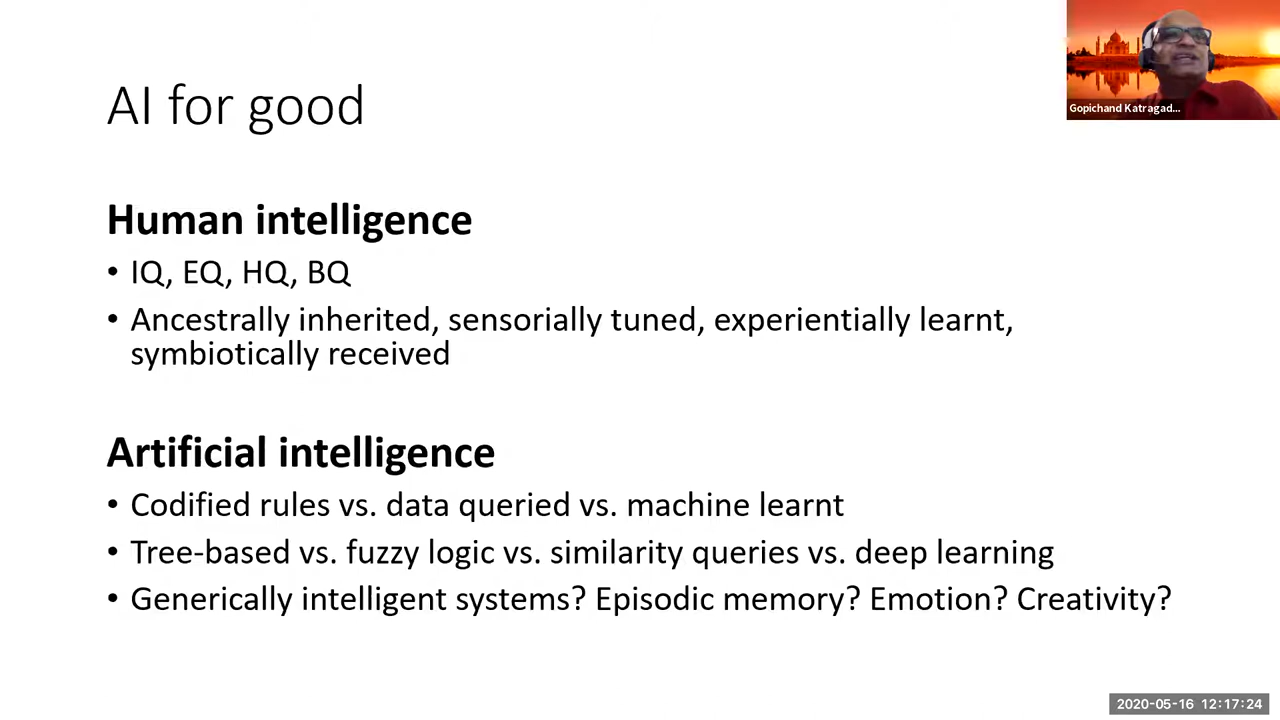 AI for good
Gopichand Katragad...
Human intelligence
• IQ, EQ, HQ, BQ
• Ancestrally inherited, sensorially tuned, experientially learnt,
symbiotically received
Artificial intelligence
• Codified rules vs. data queried vs. machine learnt
• Tree-based vs. fuzzy logic vs. similarity queries vs. deep learning
• Generically intelligent systems? Episodic memory? Emotion? Creativity?
2020-05-16 12:17:24